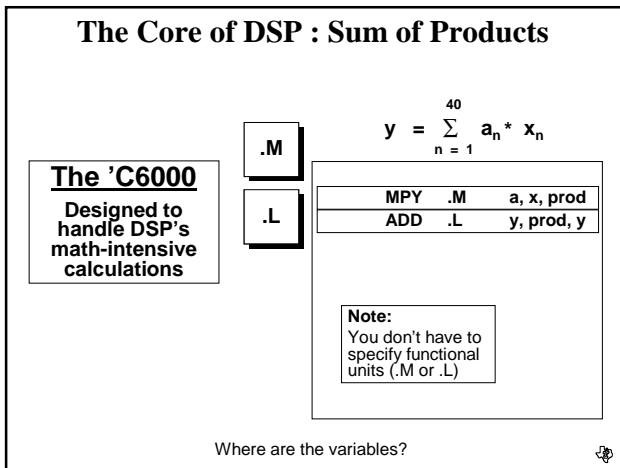 The Core of DSP : Sum of Products
40
y = Σ aₙ * xₙ
n = 1
.M
.L
The 'C6000
Designed to
handle DSP's
math-intensive
calculations
MPY .M a, x, prod
ADD .L y, prod, y
Note:
You don't have to
specify functional
units (.M or .L)
Where are the variables?